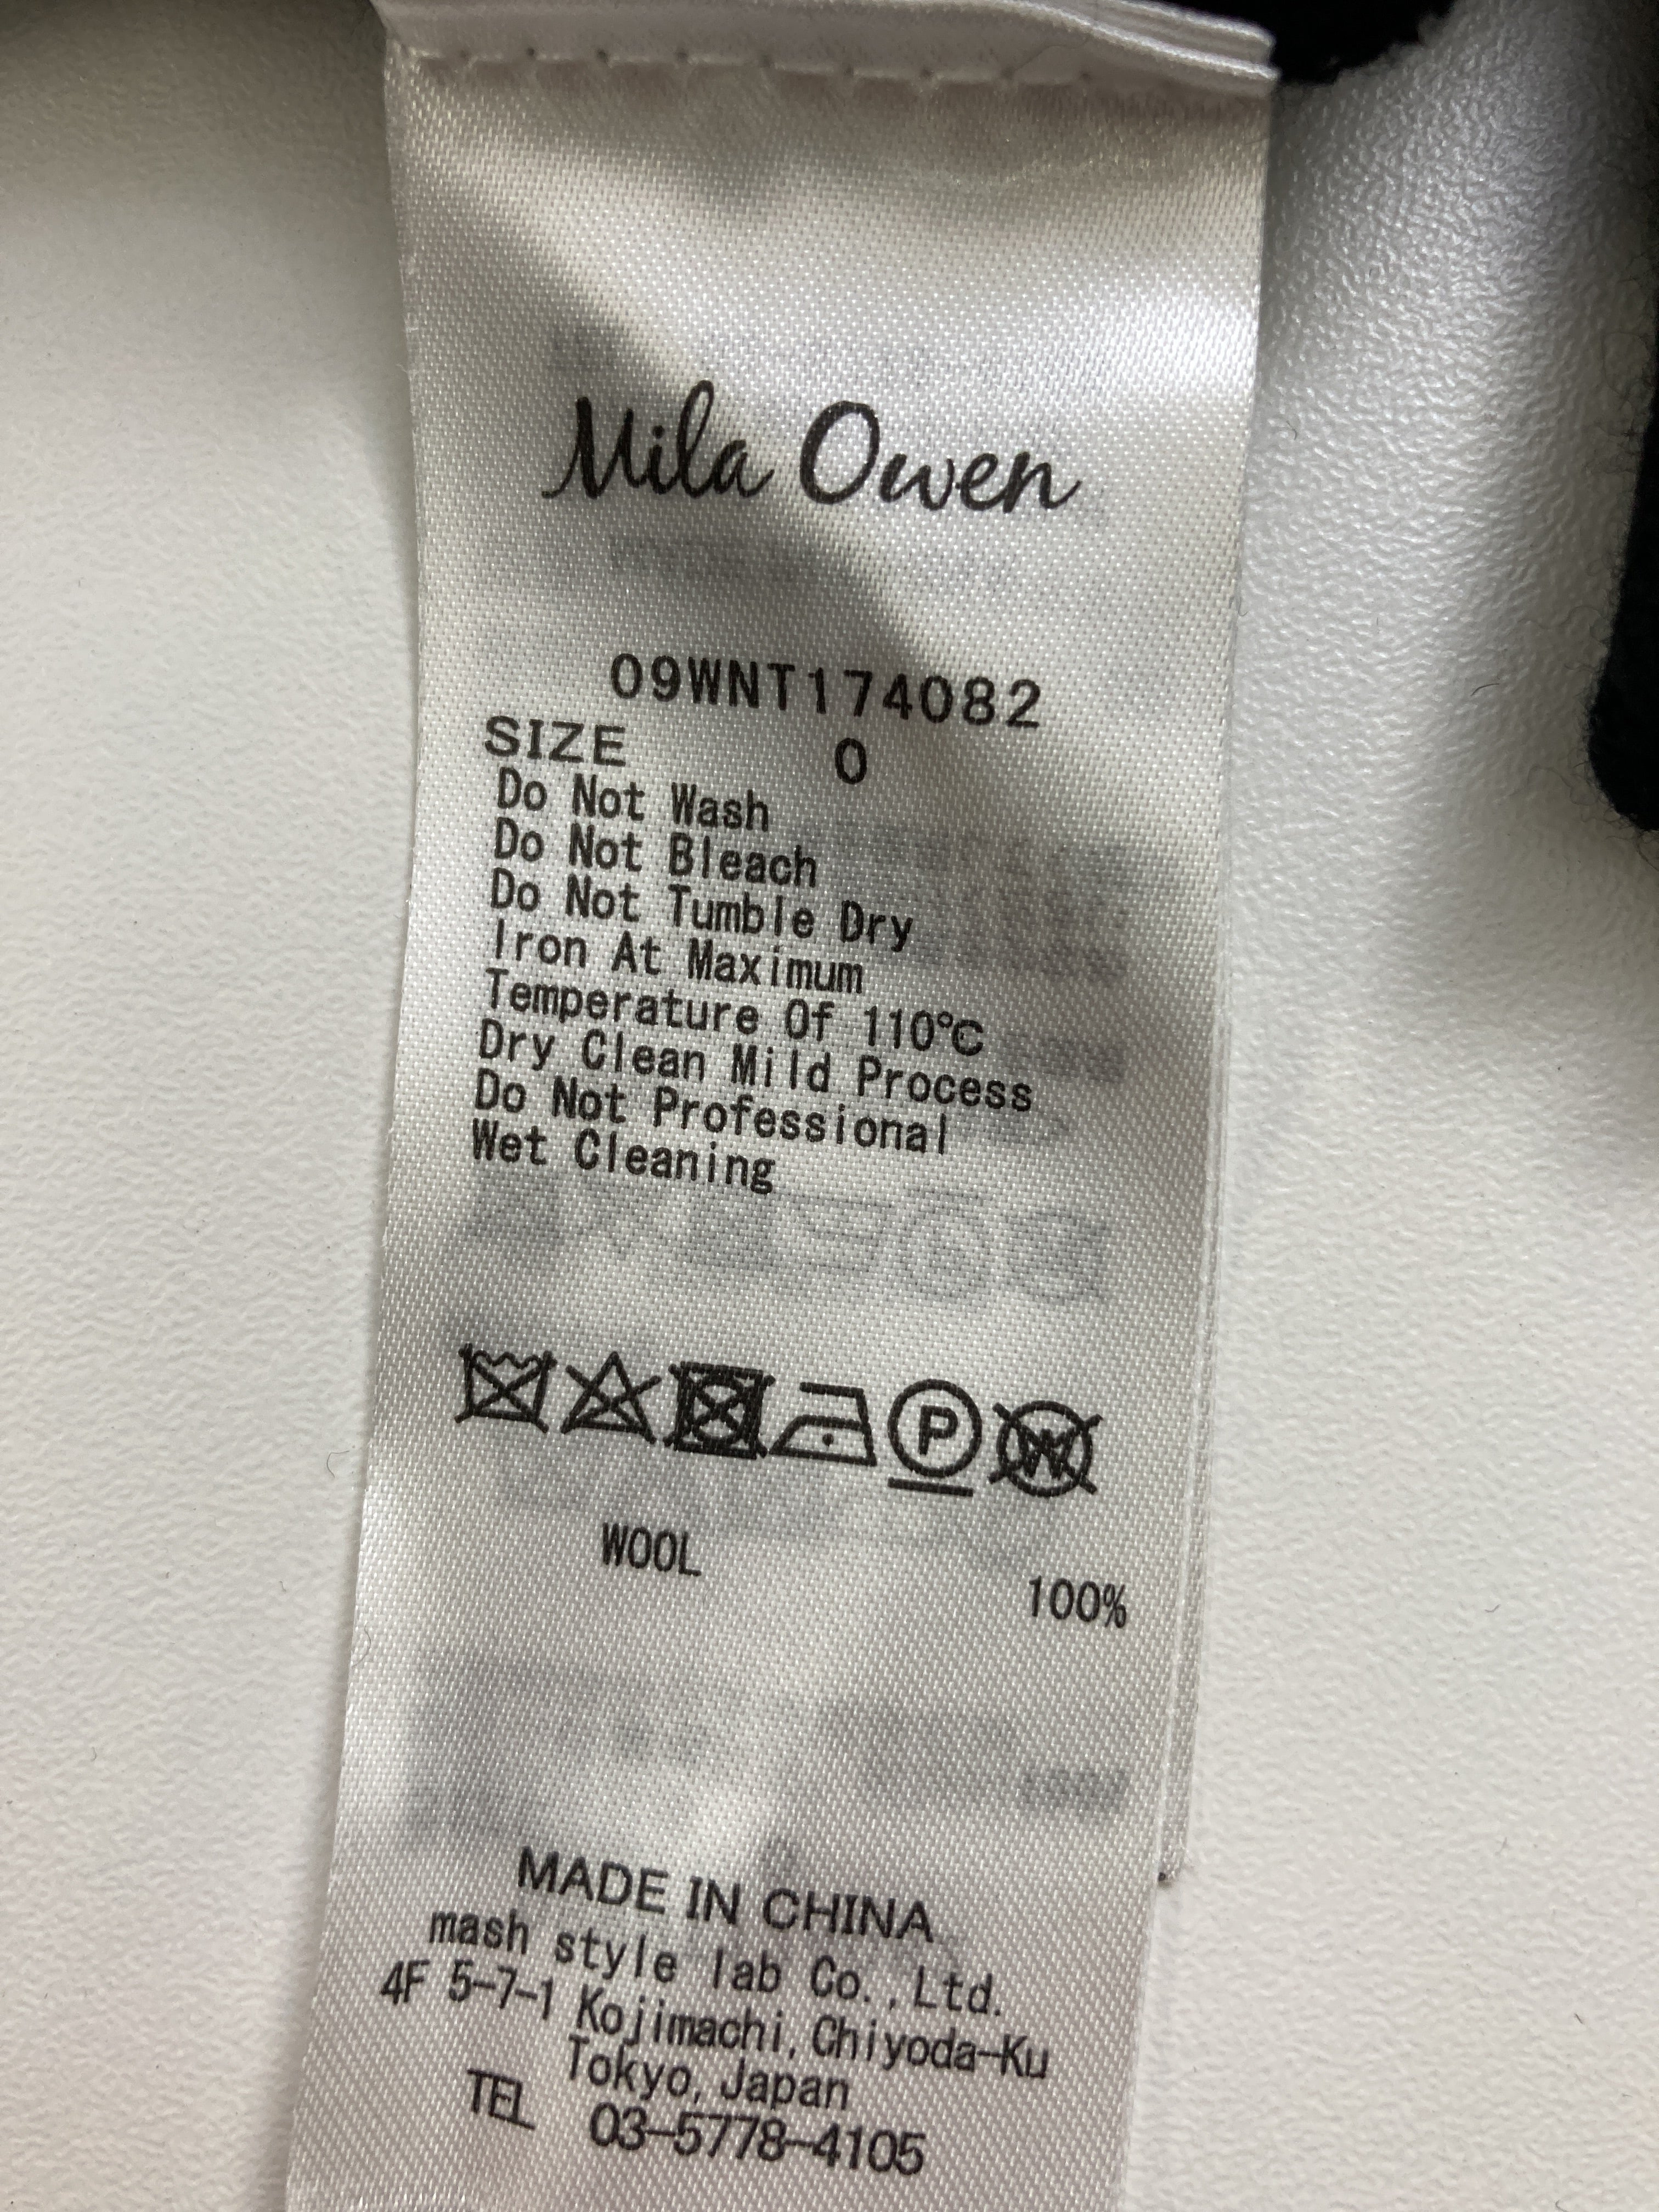 Mila Owen
09WNT174082
SIZE 0
Do Not Wash
Do Not Bleach
Do Not Tumble Dry
Iron At Maximum
Temperature Of 110℃
Dry Clean Mild Process
Do Not Professional
Wet Cleaning
P W
WOOL 100%
MADE IN CHINA
mash style lab Co.,Ltd.
4F 5-7-1 Kojimachi,Chiyoda-Ku
Tokyo,Japan
TEL 03-5778-4105